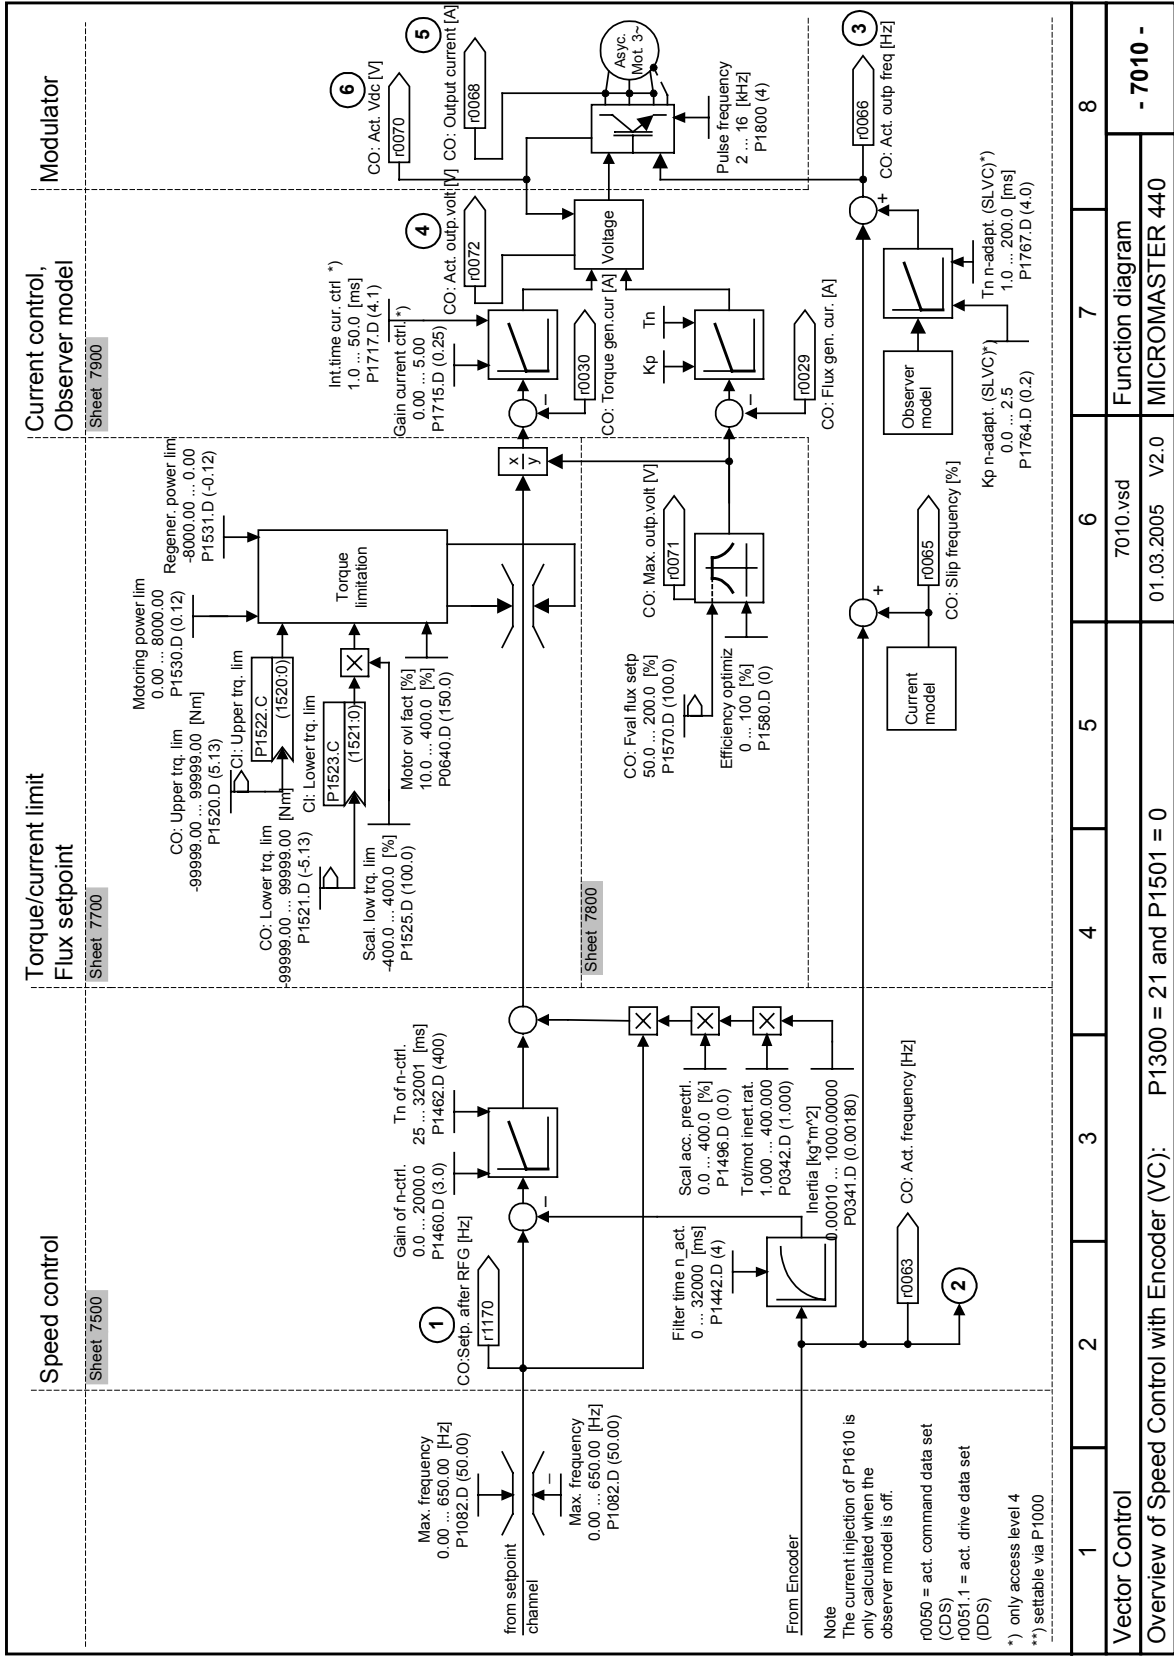 Speed control
Torque/current limit
Flux setpoint
Current control,
Observer model
Modulator
Sheet 7500
Sheet 7700
Sheet 7900
Max. frequency
0.00 ... 650.00 [Hz]
P1082.D (50.00)
from setpoint
channel
Max. frequency
0.00 ... 650.00 [Hz]
P1082.D (50.00)
1
CO:Setp. after RFG [Hz]
r1170
Gain of n-ctrl.
0.0 ... 2000.0
P1460.D (3.0)
Tn of n-ctrl.
25 ... 32001 [ms]
P1462.D (400)
Filter time n_act.
0 ... 32000 [ms]
P1442.D (4)
Scal acc. prectrl.
0.0 ... 400.0 [%]
P1496.D (0.0)
Tot/mot inert.rat.
1.000 ... 400.000
P0342.D (1.000)
Inertia [kg*m^2]
0.00010 ... 1000.00000
P0341.D (0.00180)
CO: Act. frequency [Hz]
r0063
2
From Encoder
Note
The current injection of P1610 is
only calculated when the
observer model is off.
r0050 = act. command data set
(CDS)
r0051.1 = act. drive data set
(DDS)
*) only access level 4
**) settable via P1000
CO: Upper trq. lim
-99999.00 ... 99999.00 [Nm]
P1520.D (5.13)
CI: Upper trq. lim
P1522.C
(1520:0)
CO: Lower trq. lim
-99999.00 ... 99999.00 [Nm]
P1521.D (-5.13)
CI: Lower trq. lim
P1523.C
(1521:0)
Scal. low trq. lim
-400.0 ... 400.0 [%]
P1525.D (100.0)
Motor ovl fact [%]
10.0 ... 400.0 [%]
P0640.D (150.0)
Motoring power lim
0.00 ... 8000.00
P1530.D (0.12)
Regener. power lim
-8000.00 ... 0.00
P1531.D (-0.12)
Torque
limitation
Sheet 7800
CO: Fval flux setp
50.0 ... 200.0 [%]
P1570.D (100.0)
Efficiency optimiz
0 ... 100 [%]
P1580.D (0)
CO: Max. outp.volt [V]
r0071
x
y
Current
model
r0065
CO: Slip frequency [%]
+
Int.time cur. ctrl *)
1.0 ... 50.0 [ms]
P1717.D (4.1)
Gain current ctrl. *)
0.00 ... 5.00
P1715.D (0.25)
r0030
CO: Torque gen.cur [A]
Kp
Tn
r0029
CO: Flux gen. cur. [A]
4
CO: Act. outp.volt[V]
r0072
Voltage
6
CO: Act. Vdc [V]
r0070
5
CO: Output current [A]
r0068
Asyc.
Mot. 3~
Pulse frequency
2 ... 16 [kHz]
P1800 (4)
3
CO: Act. outp freq [Hz]
r0066
+
Observer
model
Kp n-adapt. (SLVC)*)
0.0 ... 2.5
P1764.D (0.2)
Tn n-adapt. (SLVC)*)
1.0 ... 200.0 [ms]
P1767.D (4.0)
1 2 3 4 5 6 7 8
Vector Control
7010.vsd
Function diagram
- 7010 -
Overview of Speed Control with Encoder (VC): P1300 = 21 and P1501 = 0
01.03.2005 V2.0
MICROMASTER 440